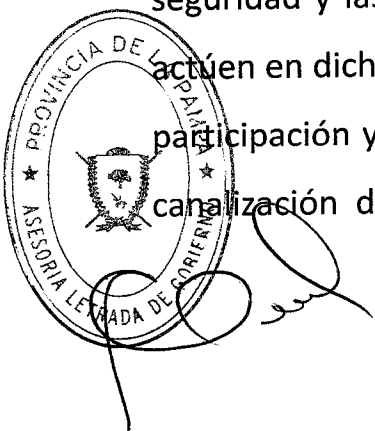 seguridad y las
actúen en dich
participación y
canalización d
PROVINCIA DE LA PAMPA
ASESORIA LETRADA DE GOBIERNO